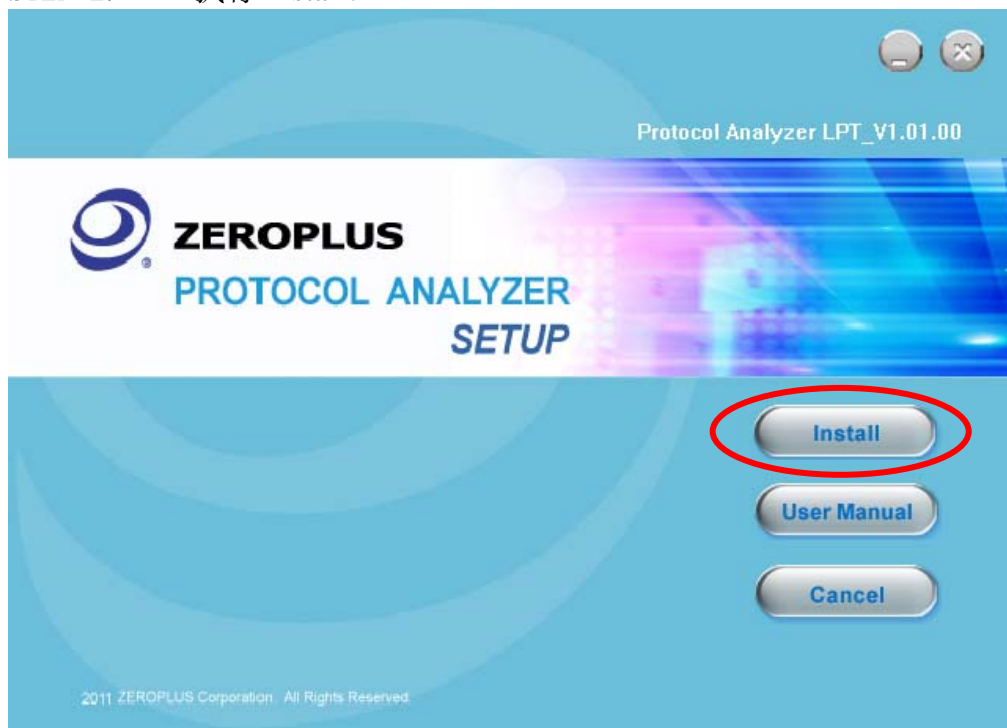 Protocol Analyzer LPT_V1.01.00
ZEROPLUS
PROTOCOL ANALYZER
SETUP
Install
User Manual
Cancel
2011 ZEROPLUS Corporation. All Rights Reserved.